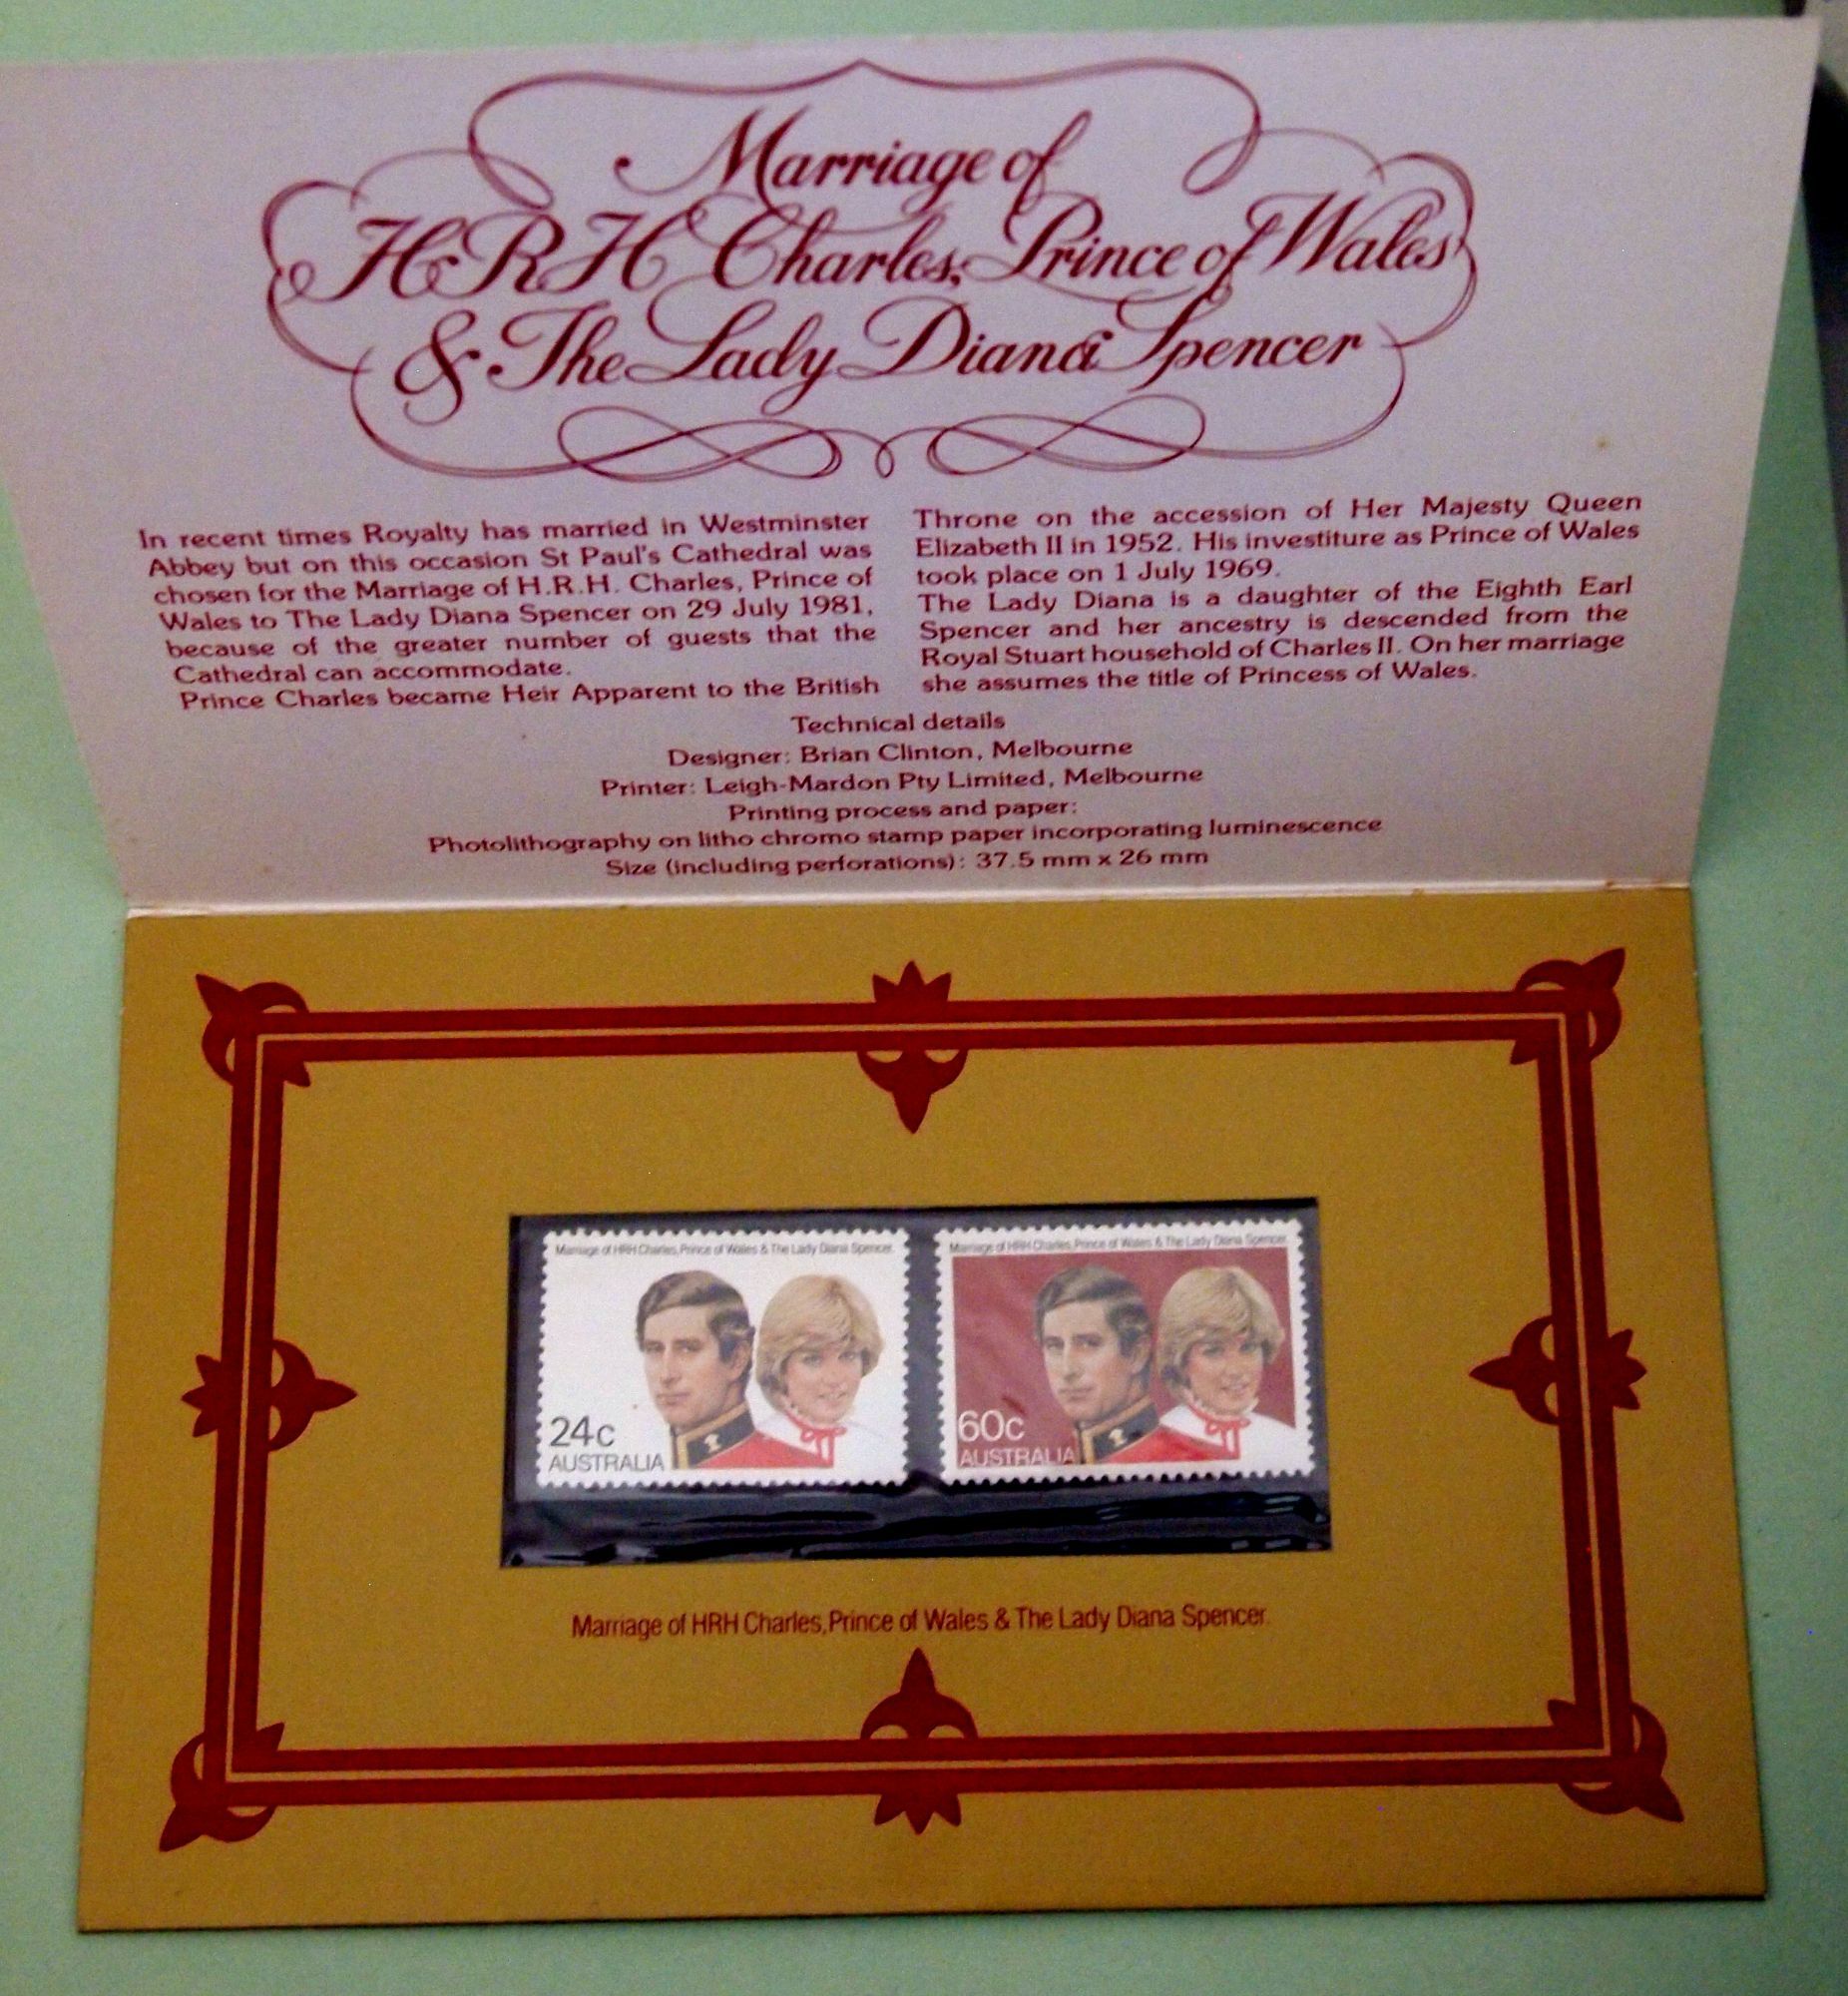 Marriage of
H.R.H. Charles, Prince of Wales
& The Lady Diana Spencer
In recent times Royalty has married in Westminster
Abbey but on this occasion St Paul's Cathedral was
chosen for the Marriage of H.R.H. Charles, Prince of
Wales to The Lady Diana Spencer on 29 July 1981,
because of the greater number of guests that the
Cathedral can accommodate.
Prince Charles became Heir Apparent to the British
Throne on the accession of Her Majesty Queen
Elizabeth II in 1952. His investiture as Prince of Wales
took place on 1 July 1969.
The Lady Diana is a daughter of the Eighth Earl
Spencer and her ancestry is descended from the
Royal Stuart household of Charles II. On her marriage
she assumes the title of Princess of Wales.
Technical details
Designer: Brian Clinton, Melbourne
Printer: Leigh-Mardon Pty Limited, Melbourne
Printing process and paper:
Photolithography on litho chromo stamp paper incorporating luminescence
Size (including perforations): 37.5 mm x 26 mm
Marriage of HRH Charles, Prince of Wales & The Lady Diana Spencer.
24c
AUSTRALIA
Marriage of HRH Charles, Prince of Wales & The Lady Diana Spencer.
60c
AUSTRALIA
Marriage of HRH Charles, Prince of Wales & The Lady Diana Spencer.